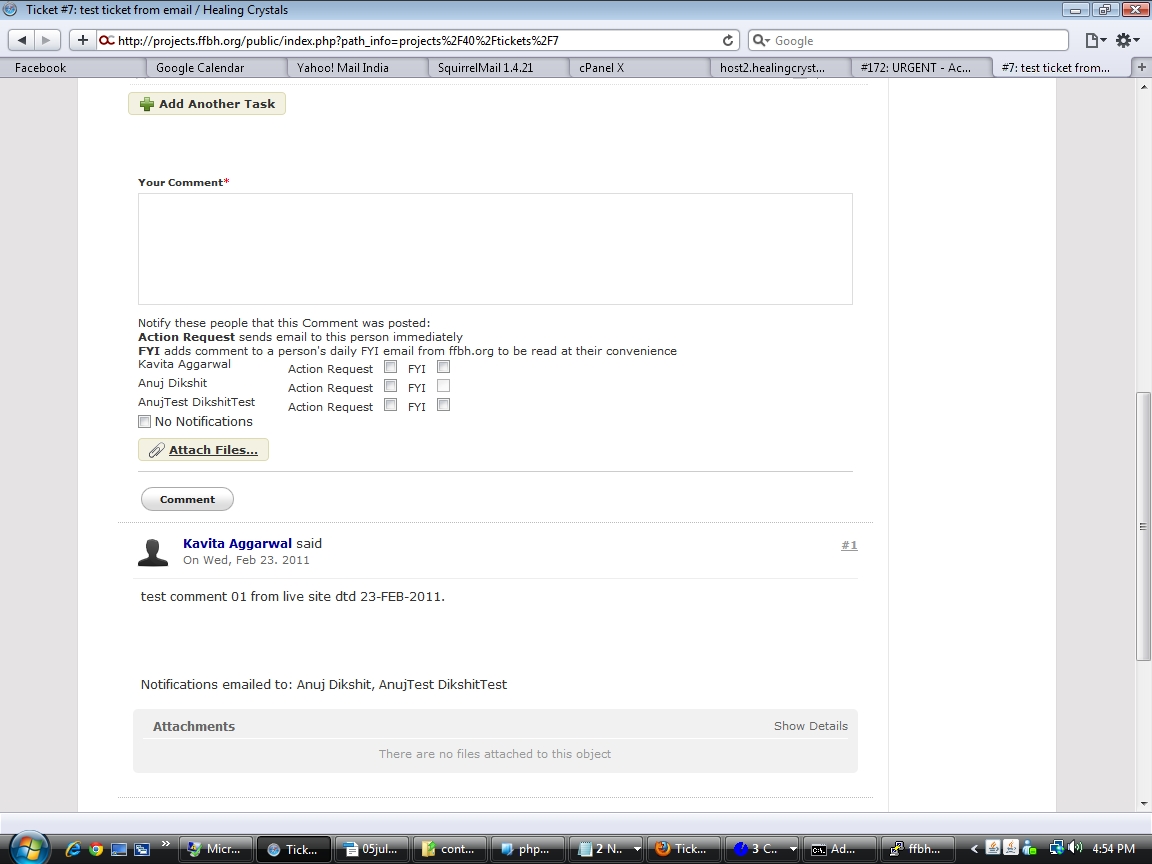 Ticket #7: test ticket from email / Healing Crystals
http://projects.ffbh.org/public/index.php?path_info=projects%2F40%2Ftickets%2F7
Google
Facebook
Google Calendar
Yahoo! Mail India
SquirrelMail 1.4.21
cPanel X
host2.healingcryst...
#172: URGENT - Ac...
#7: test ticket from...
Add Another Task
Your Comment*
Notify these people that this Comment was posted:
Action Request sends email to this person immediately
FYI adds comment to a person's daily FYI email from ffbh.org to be read at their convenience
Kavita Aggarwal Action Request FYI
Anuj Dikshit Action Request FYI
AnujTest DikshitTest Action Request FYI
No Notifications
Attach Files...
Comment
Kavita Aggarwal said #1
On Wed, Feb 23. 2011
test comment 01 from live site dtd 23-FEB-2011.
Notifications emailed to: Anuj Dikshit, AnujTest DikshitTest
Attachments Show Details
There are no files attached to this object
Micr... Tick... 05jul... cont... php... 2 N... Tick... 3 C... Ad... ffbh... 4:54 PM